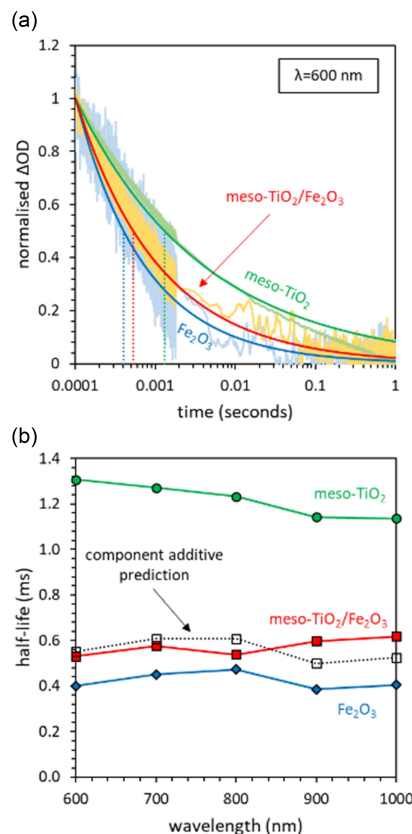 (a)
1.2
1
0.8
0.6
0.4
0.2
0
normalised ΔOD
λ=600 nm
meso-TiO₂/Fe₂O₃
meso-TiO₂
Fe₂O₃
0.0001 0.001 0.01 0.1 1
time (seconds)
(b)
1.4
1.2
1.0
0.8
0.6
0.4
0.2
0.0
half-life (ms)
meso-TiO₂
component additive
prediction
meso-TiO₂/Fe₂O₃
Fe₂O₃
600 700 800 900 1000
wavelength (nm)